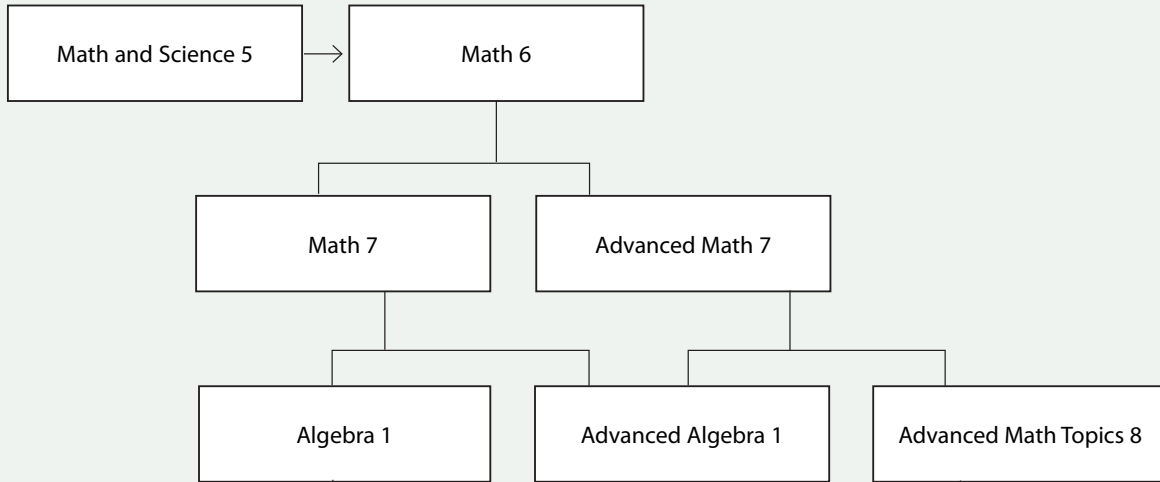 Math and Science 5
Math 6
Math 7
Advanced Math 7
Algebra 1
Advanced Algebra 1
Advanced Math Topics 8